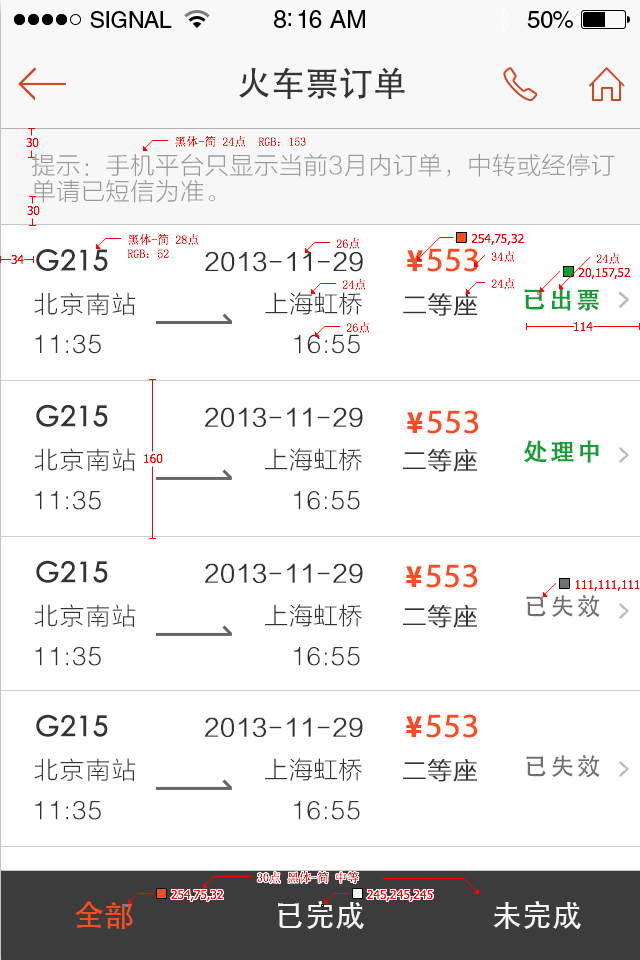 SIGNAL 8:16 AM 50%
火车票订单
30
黑体-简 24点 RGB：153
提示：手机平台只显示当前3月内订单，中转或经停订
单请已短信为准。
30
黑体-简 28点
RGB：52
26点
254,75,32
34点
24点
20,157,52
34
G215 2013-11-29 ¥553
24点
24点
北京南站 上海虹桥 二等座 已出票
26点
114
11:35 16:55
G215 2013-11-29 ¥553
北京南站 上海虹桥 二等座 处理中
160
11:35 16:55
G215 2013-11-29 ¥553
111,111,111
北京南站 上海虹桥 二等座 已失效
11:35 16:55
G215 2013-11-29 ¥553
北京南站 上海虹桥 二等座 已失效
11:35 16:55
30点 黑体-简 中等
254,75,32 245,245,245
全部 已完成 未完成